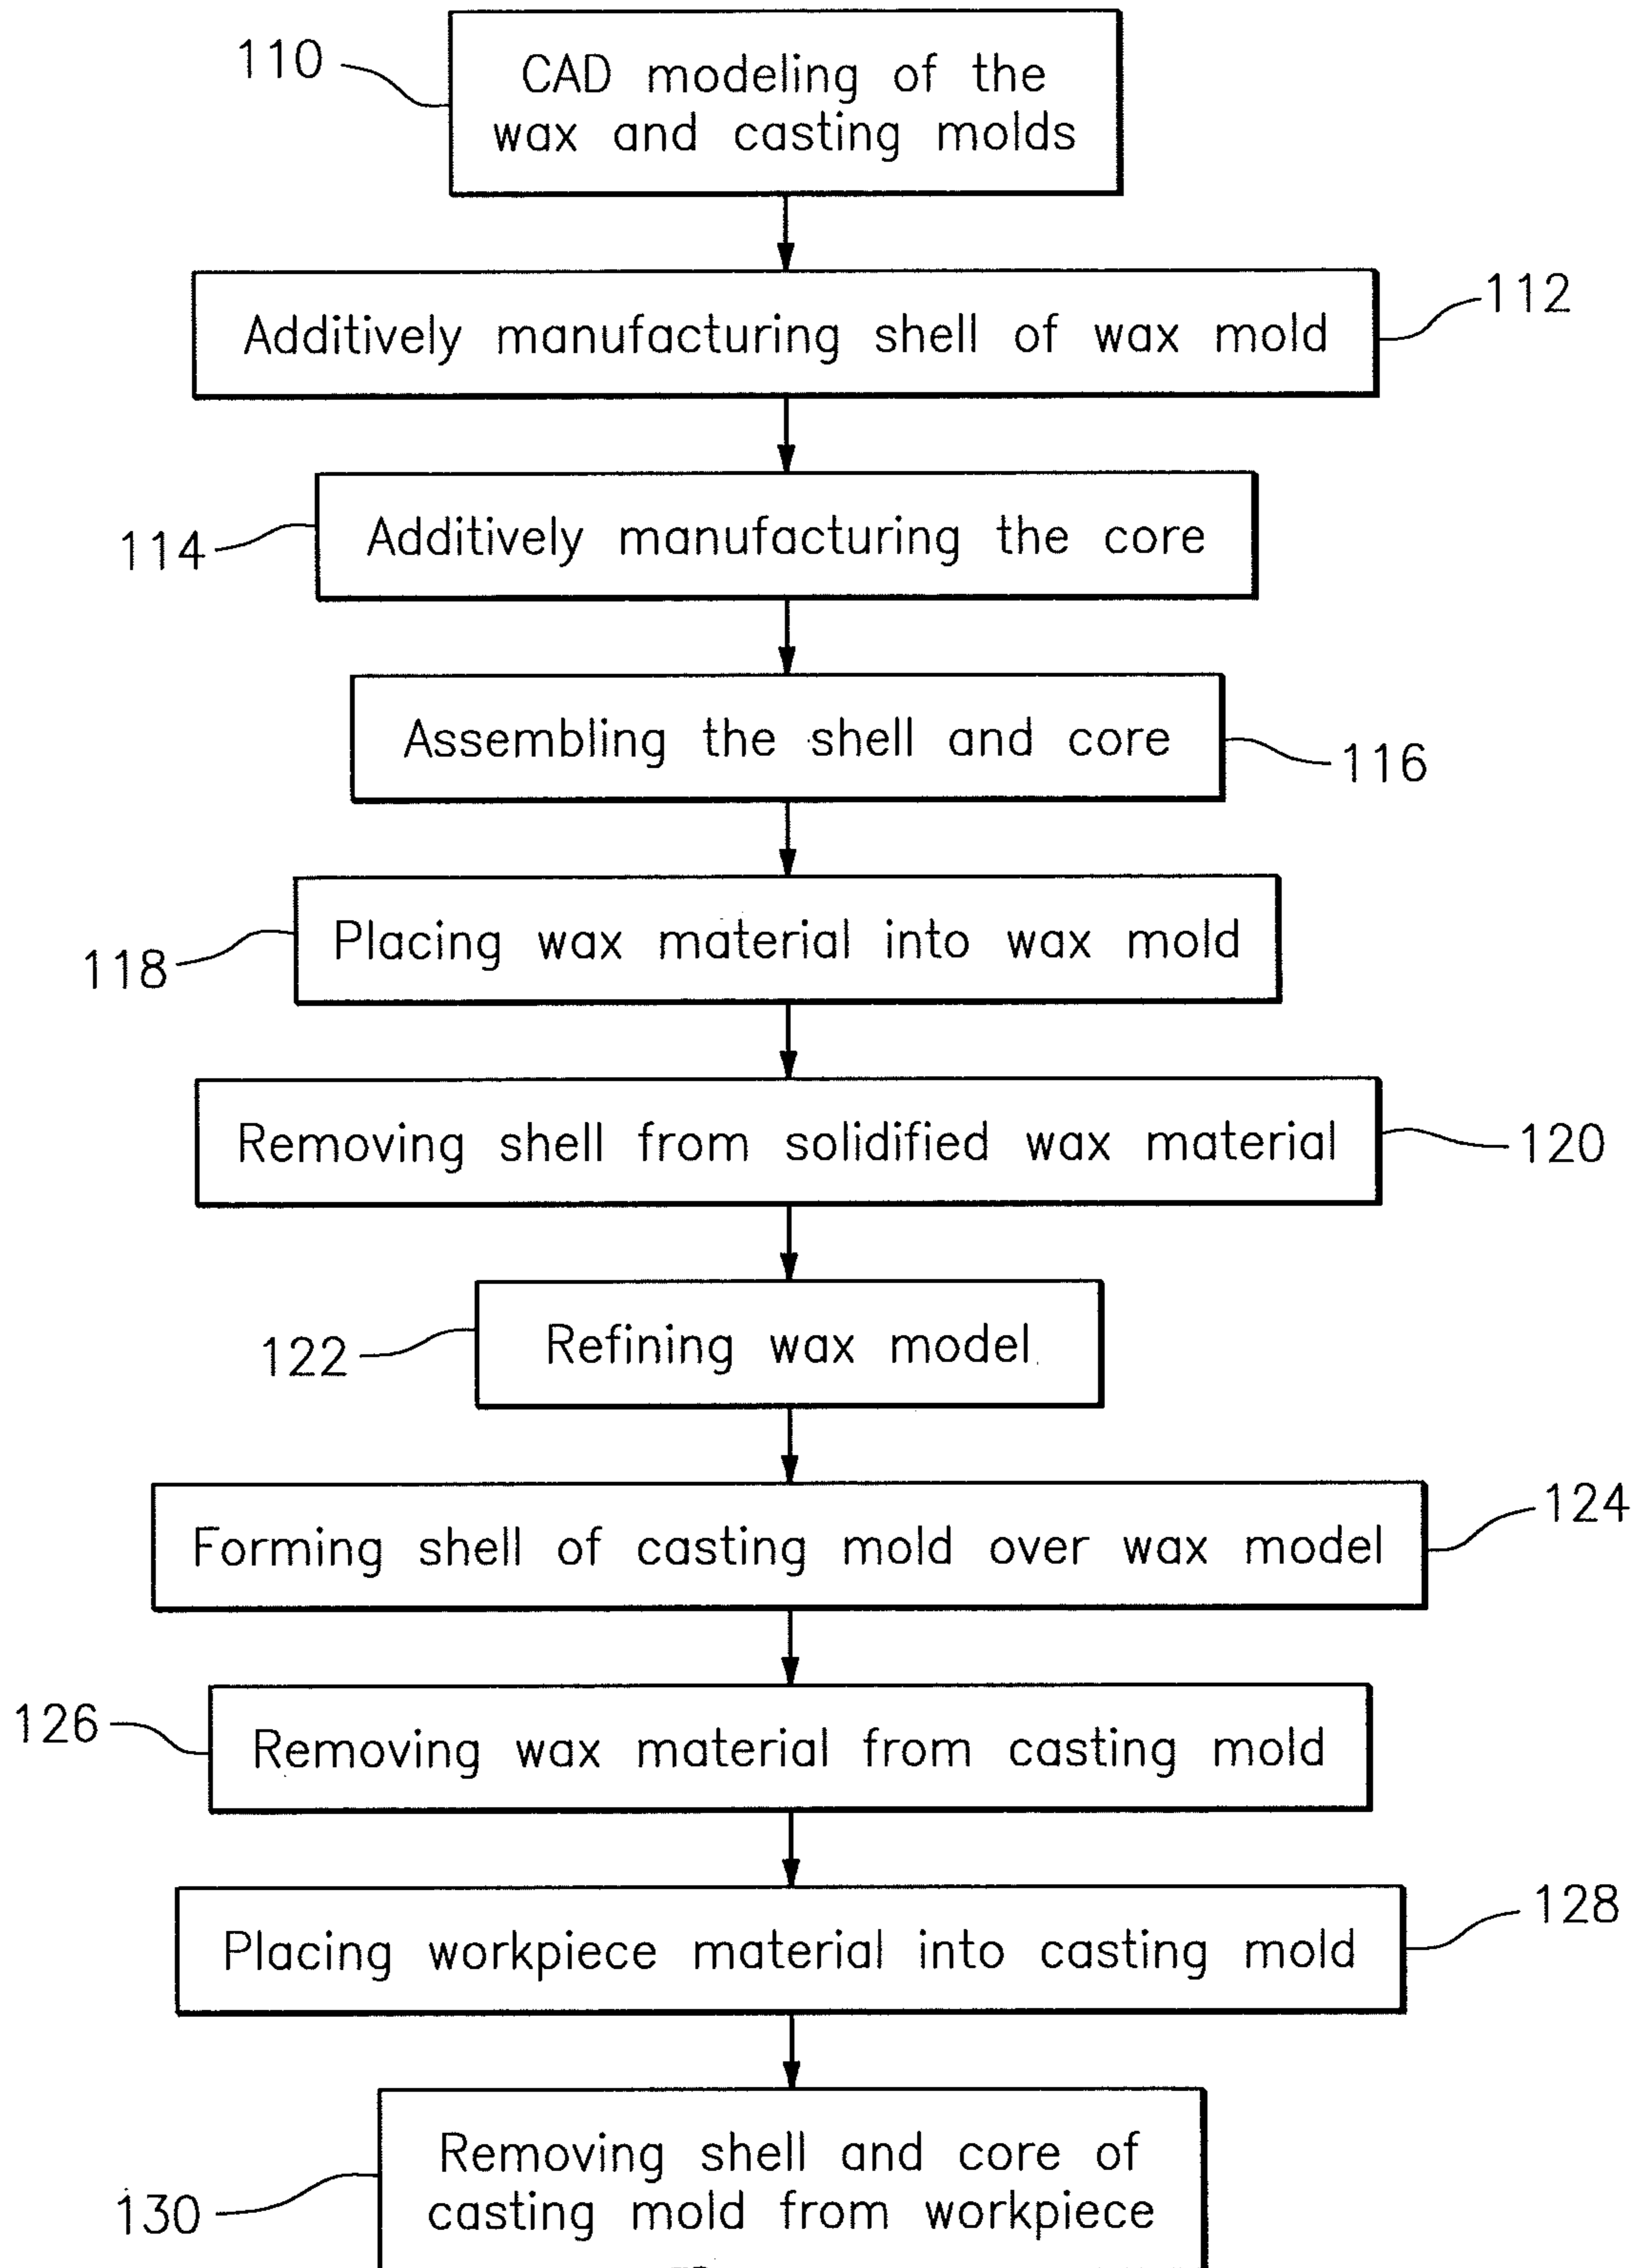 110
CAD modeling of the
wax and casting molds
Additively manufacturing shell of wax mold
112
114
Additively manufacturing the core
Assembling the shell and core
116
Placing wax material into wax mold
118
Removing shell from solidified wax material
120
122
Refining wax model
Forming shell of casting mold over wax model
124
126
Removing wax material from casting mold
Placing workpiece material into casting mold
128
Removing shell and core of
casting mold from workpiece
130